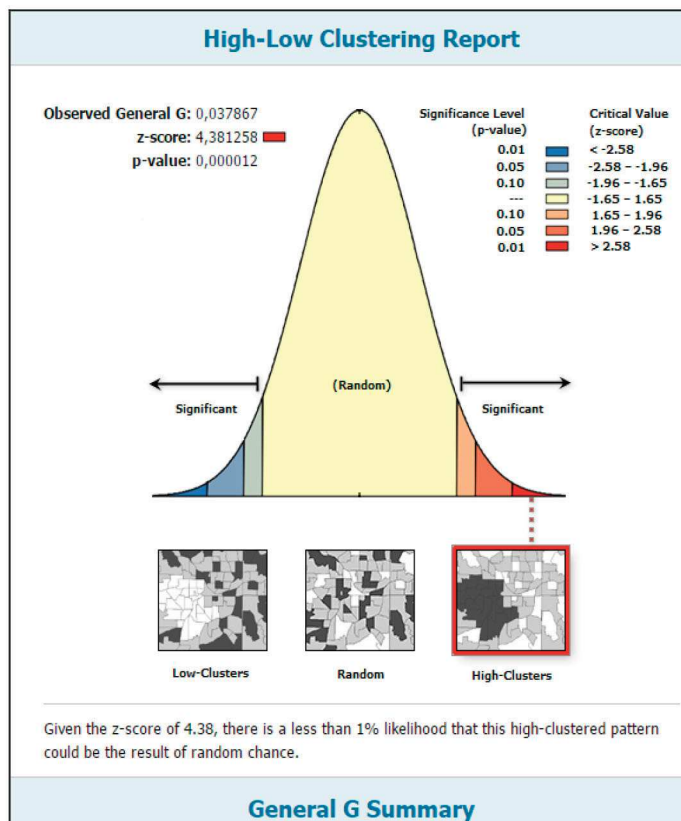 High-Low Clustering Report
Observed General G: 0,037867
z-score: 4,381258
p-value: 0,000012
Significance Level (p-value)
Critical Value (z-score)
0.01 < -2.58
0.05 -2.58 – -1.96
0.10 -1.96 – -1.65
--- -1.65 – 1.65
0.10 1.65 – 1.96
0.05 1.96 – 2.58
0.01 > 2.58
Significant
(Random)
Significant
Low-Clusters
Random
High-Clusters
Given the z-score of 4.38, there is a less than 1% likelihood that this high-clustered pattern
could be the result of random chance.
General G Summary